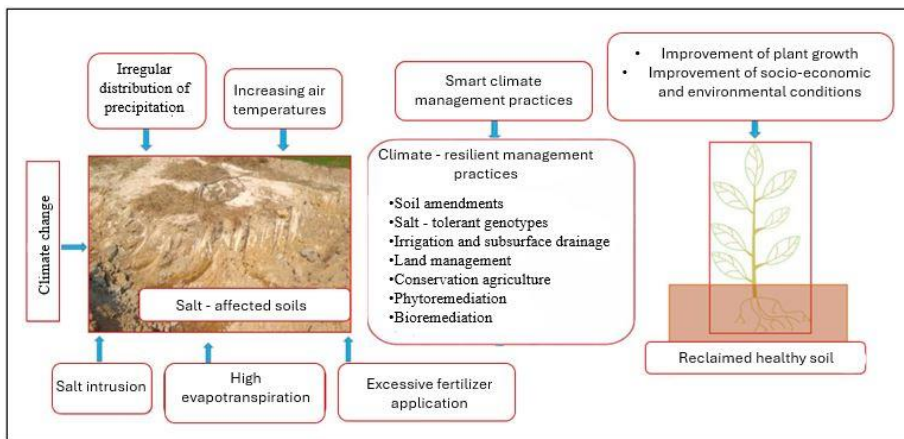 Irregular
distribution of
precipitation
Increasing air
temperatures
Smart climate
management practices
• Improvement of plant growth
• Improvement of socio-economic
and environmental conditions
Climate change
Salt - affected soils
Climate - resilient management
practices
•Soil amendments
•Salt - tolerant genotypes
•Irrigation and subsurface drainage
•Land management
•Conservation agriculture
•Phytoremediation
•Bioremediation
Reclaimed healthy soil
Salt intrusion
High
evapotranspiration
Excessive fertilizer
application